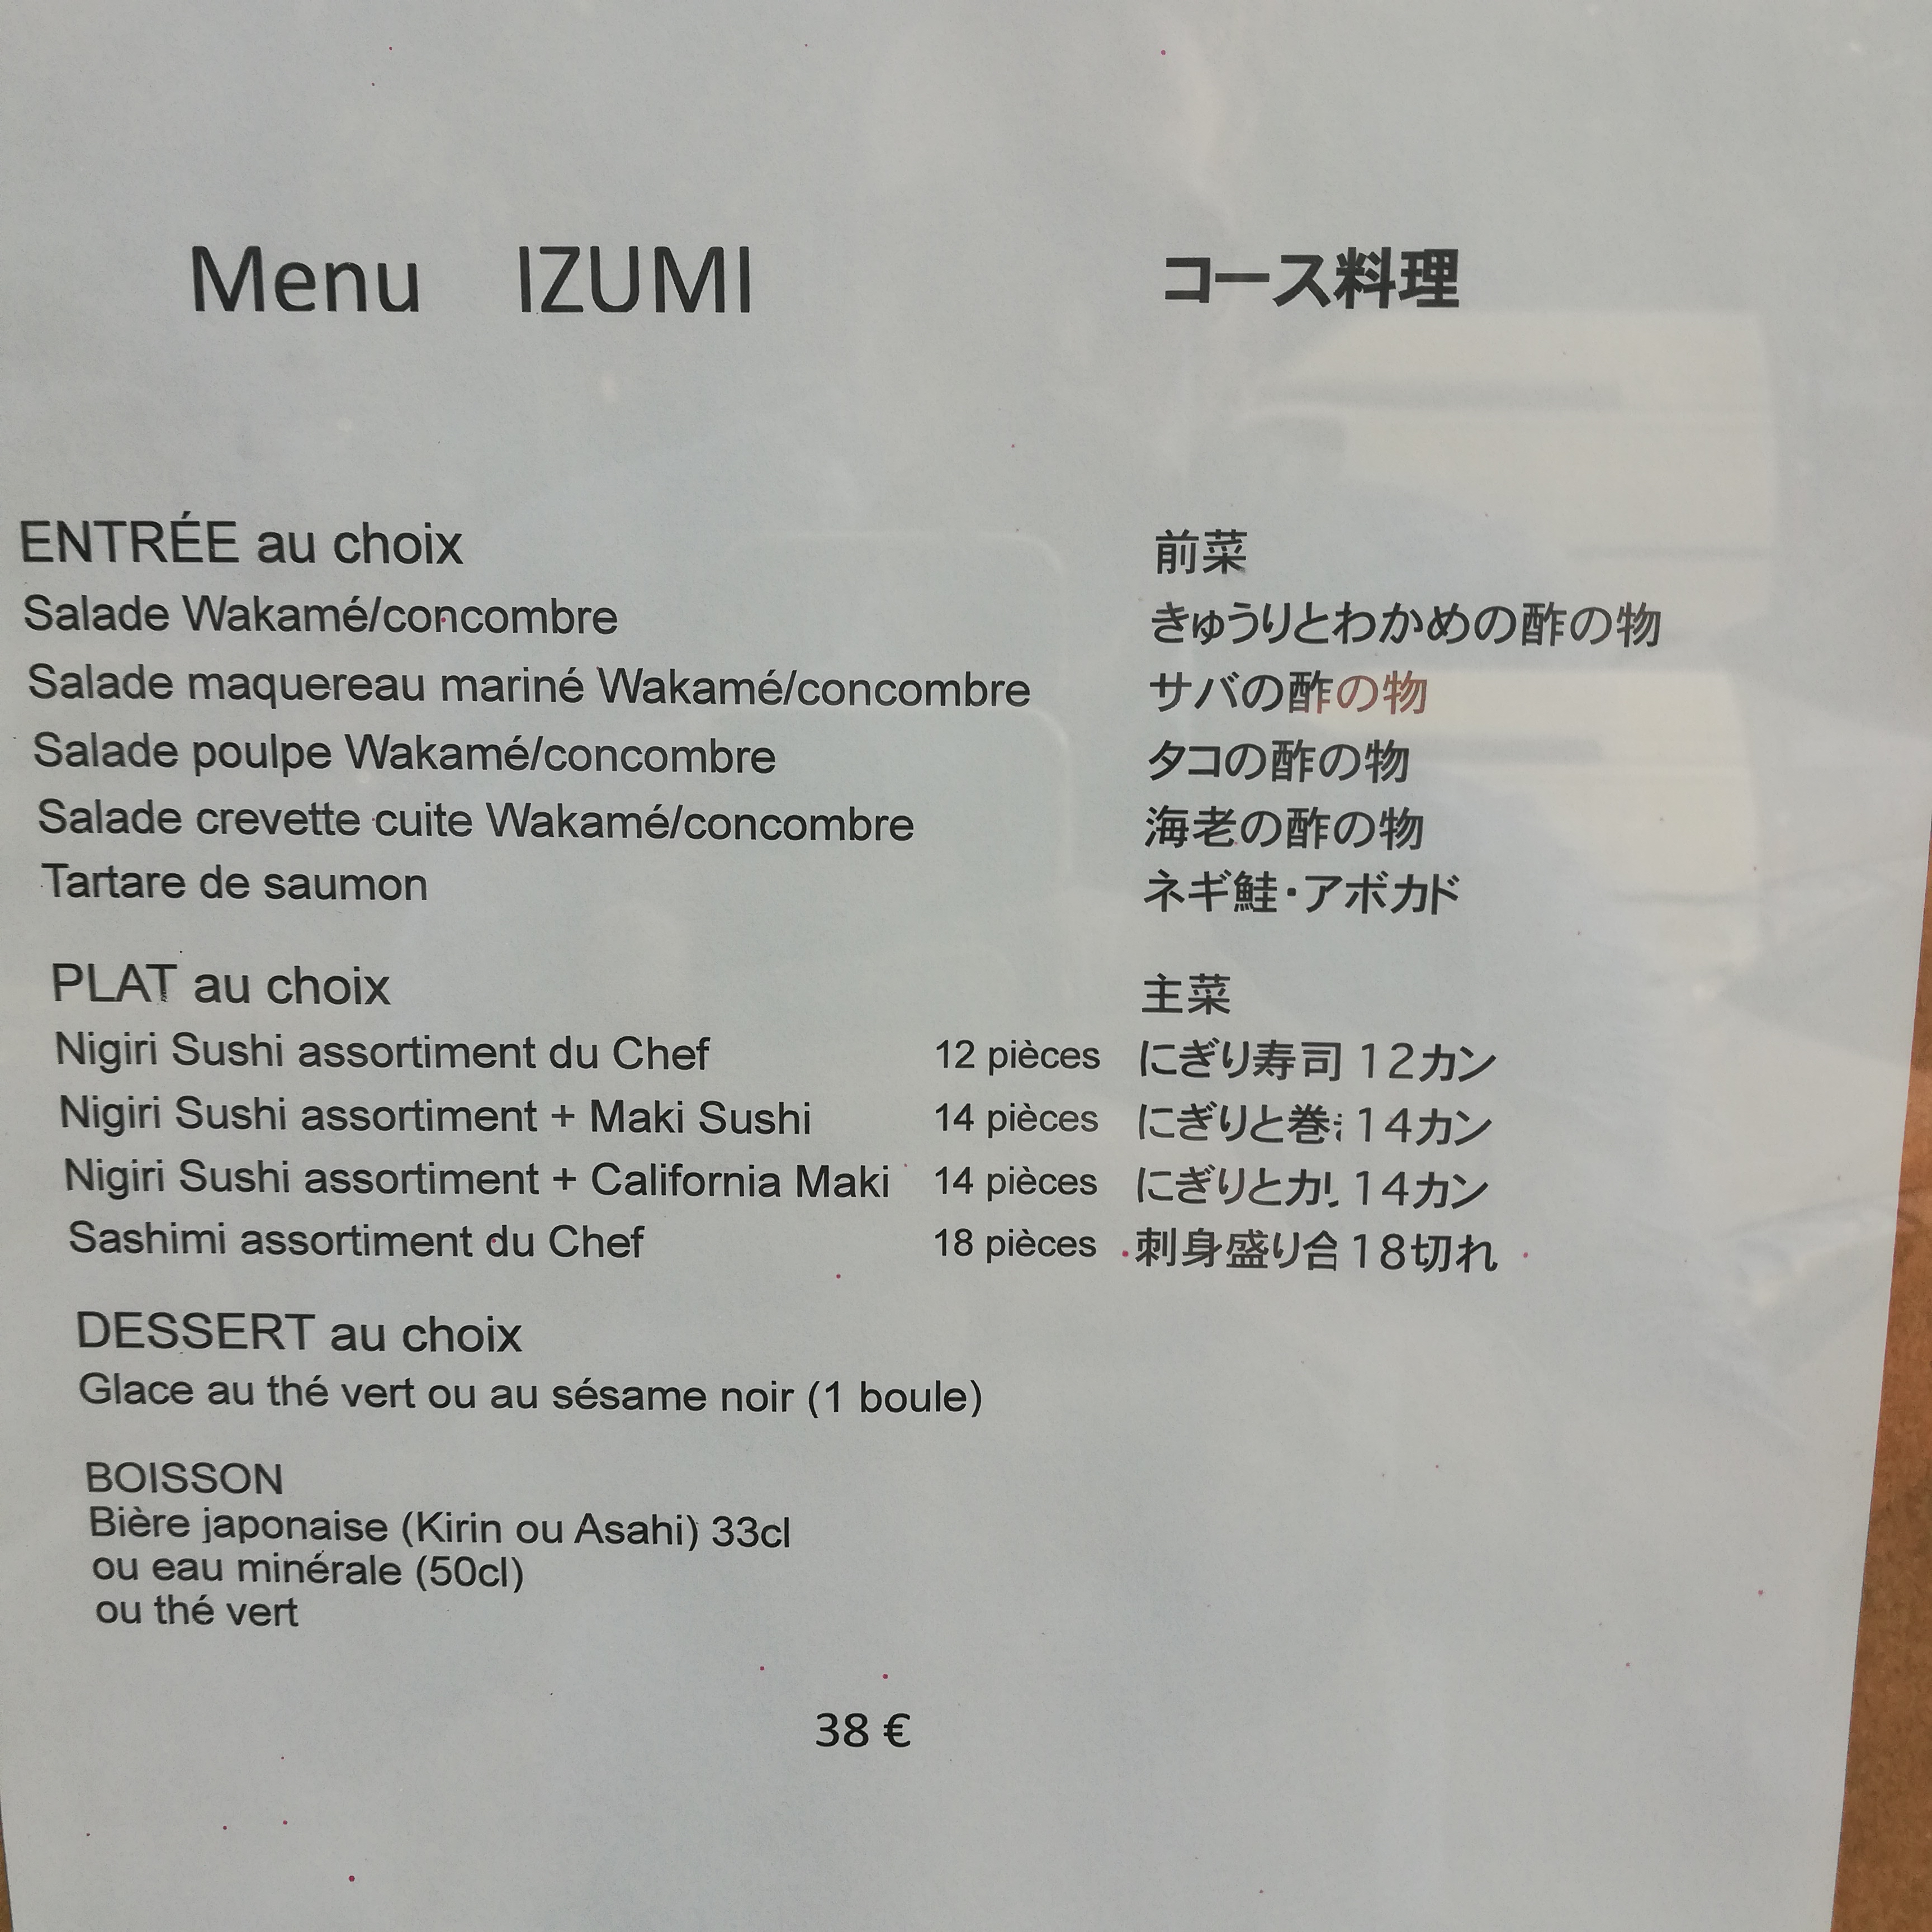 Menu IZUMI コース料理
ENTRÉE au choix 前菜
Salade Wakamé/concombre きゅうりとわかめの酢の物
Salade maquereau mariné Wakamé/concombre サバの酢の物
Salade poulpe Wakamé/concombre タコの酢の物
Salade crevette cuite Wakamé/concombre 海老の酢の物
Tartare de saumon ネギ鮭・アボカド
PLAT au choix 主菜
Nigiri Sushi assortiment du Chef 12 pièces にぎり寿司 12カン
Nigiri Sushi assortiment + Maki Sushi 14 pièces にぎりと巻 14カン
Nigiri Sushi assortiment + California Maki 14 pièces にぎりとカリ 14カン
Sashimi assortiment du Chef 18 pièces 刺身盛り合 18切れ
DESSERT au choix
Glace au thé vert ou au sésame noir (1 boule)
BOISSON
Bière japonaise (Kirin ou Asahi) 33cl
ou eau minérale (50cl)
ou thé vert
38 €